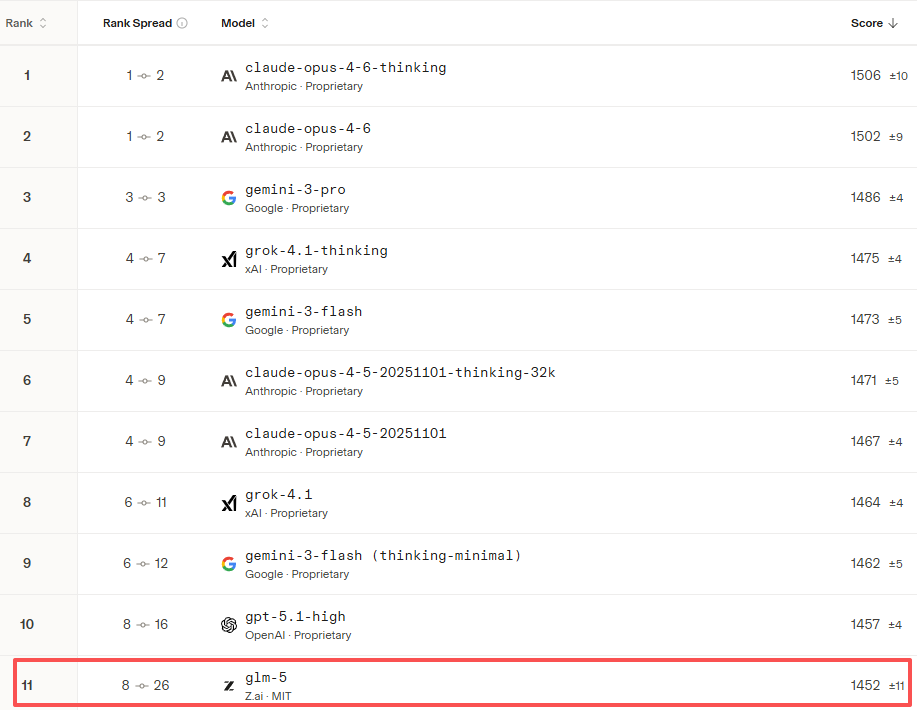 Rank Rank Spread Model Score
1 1 2 claude-opus-4-6-thinking 1506 ±10
Anthropic · Proprietary
2 1 2 claude-opus-4-6 1502 ±9
Anthropic · Proprietary
3 3 3 gemini-3-pro 1486 ±4
Google · Proprietary
4 4 7 grok-4.1-thinking 1475 ±4
xAI · Proprietary
5 4 7 gemini-3-flash 1473 ±5
Google · Proprietary
6 4 9 claude-opus-4-5-20251101-thinking-32k 1471 ±5
Anthropic · Proprietary
7 4 9 claude-opus-4-5-20251101 1467 ±4
Anthropic · Proprietary
8 6 11 grok-4.1 1464 ±4
xAI · Proprietary
9 6 12 gemini-3-flash (thinking-minimal) 1462 ±5
Google · Proprietary
10 8 16 gpt-5.1-high 1457 ±4
OpenAI · Proprietary
11 8 26 glm-5 1452 ±11
Z.ai · MIT